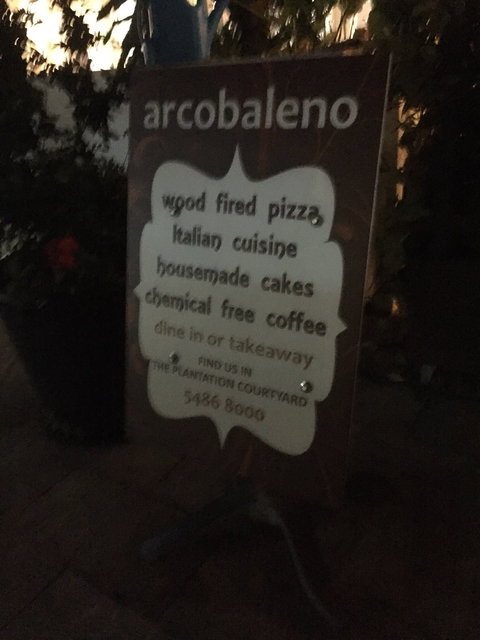 arcobaleno
wood fired pizza
Italian cuisine
housemade cakes
chemical free coffee
dine in or takeaway
FIND US IN
THE PLANTATION COURTYARD
5486 8000